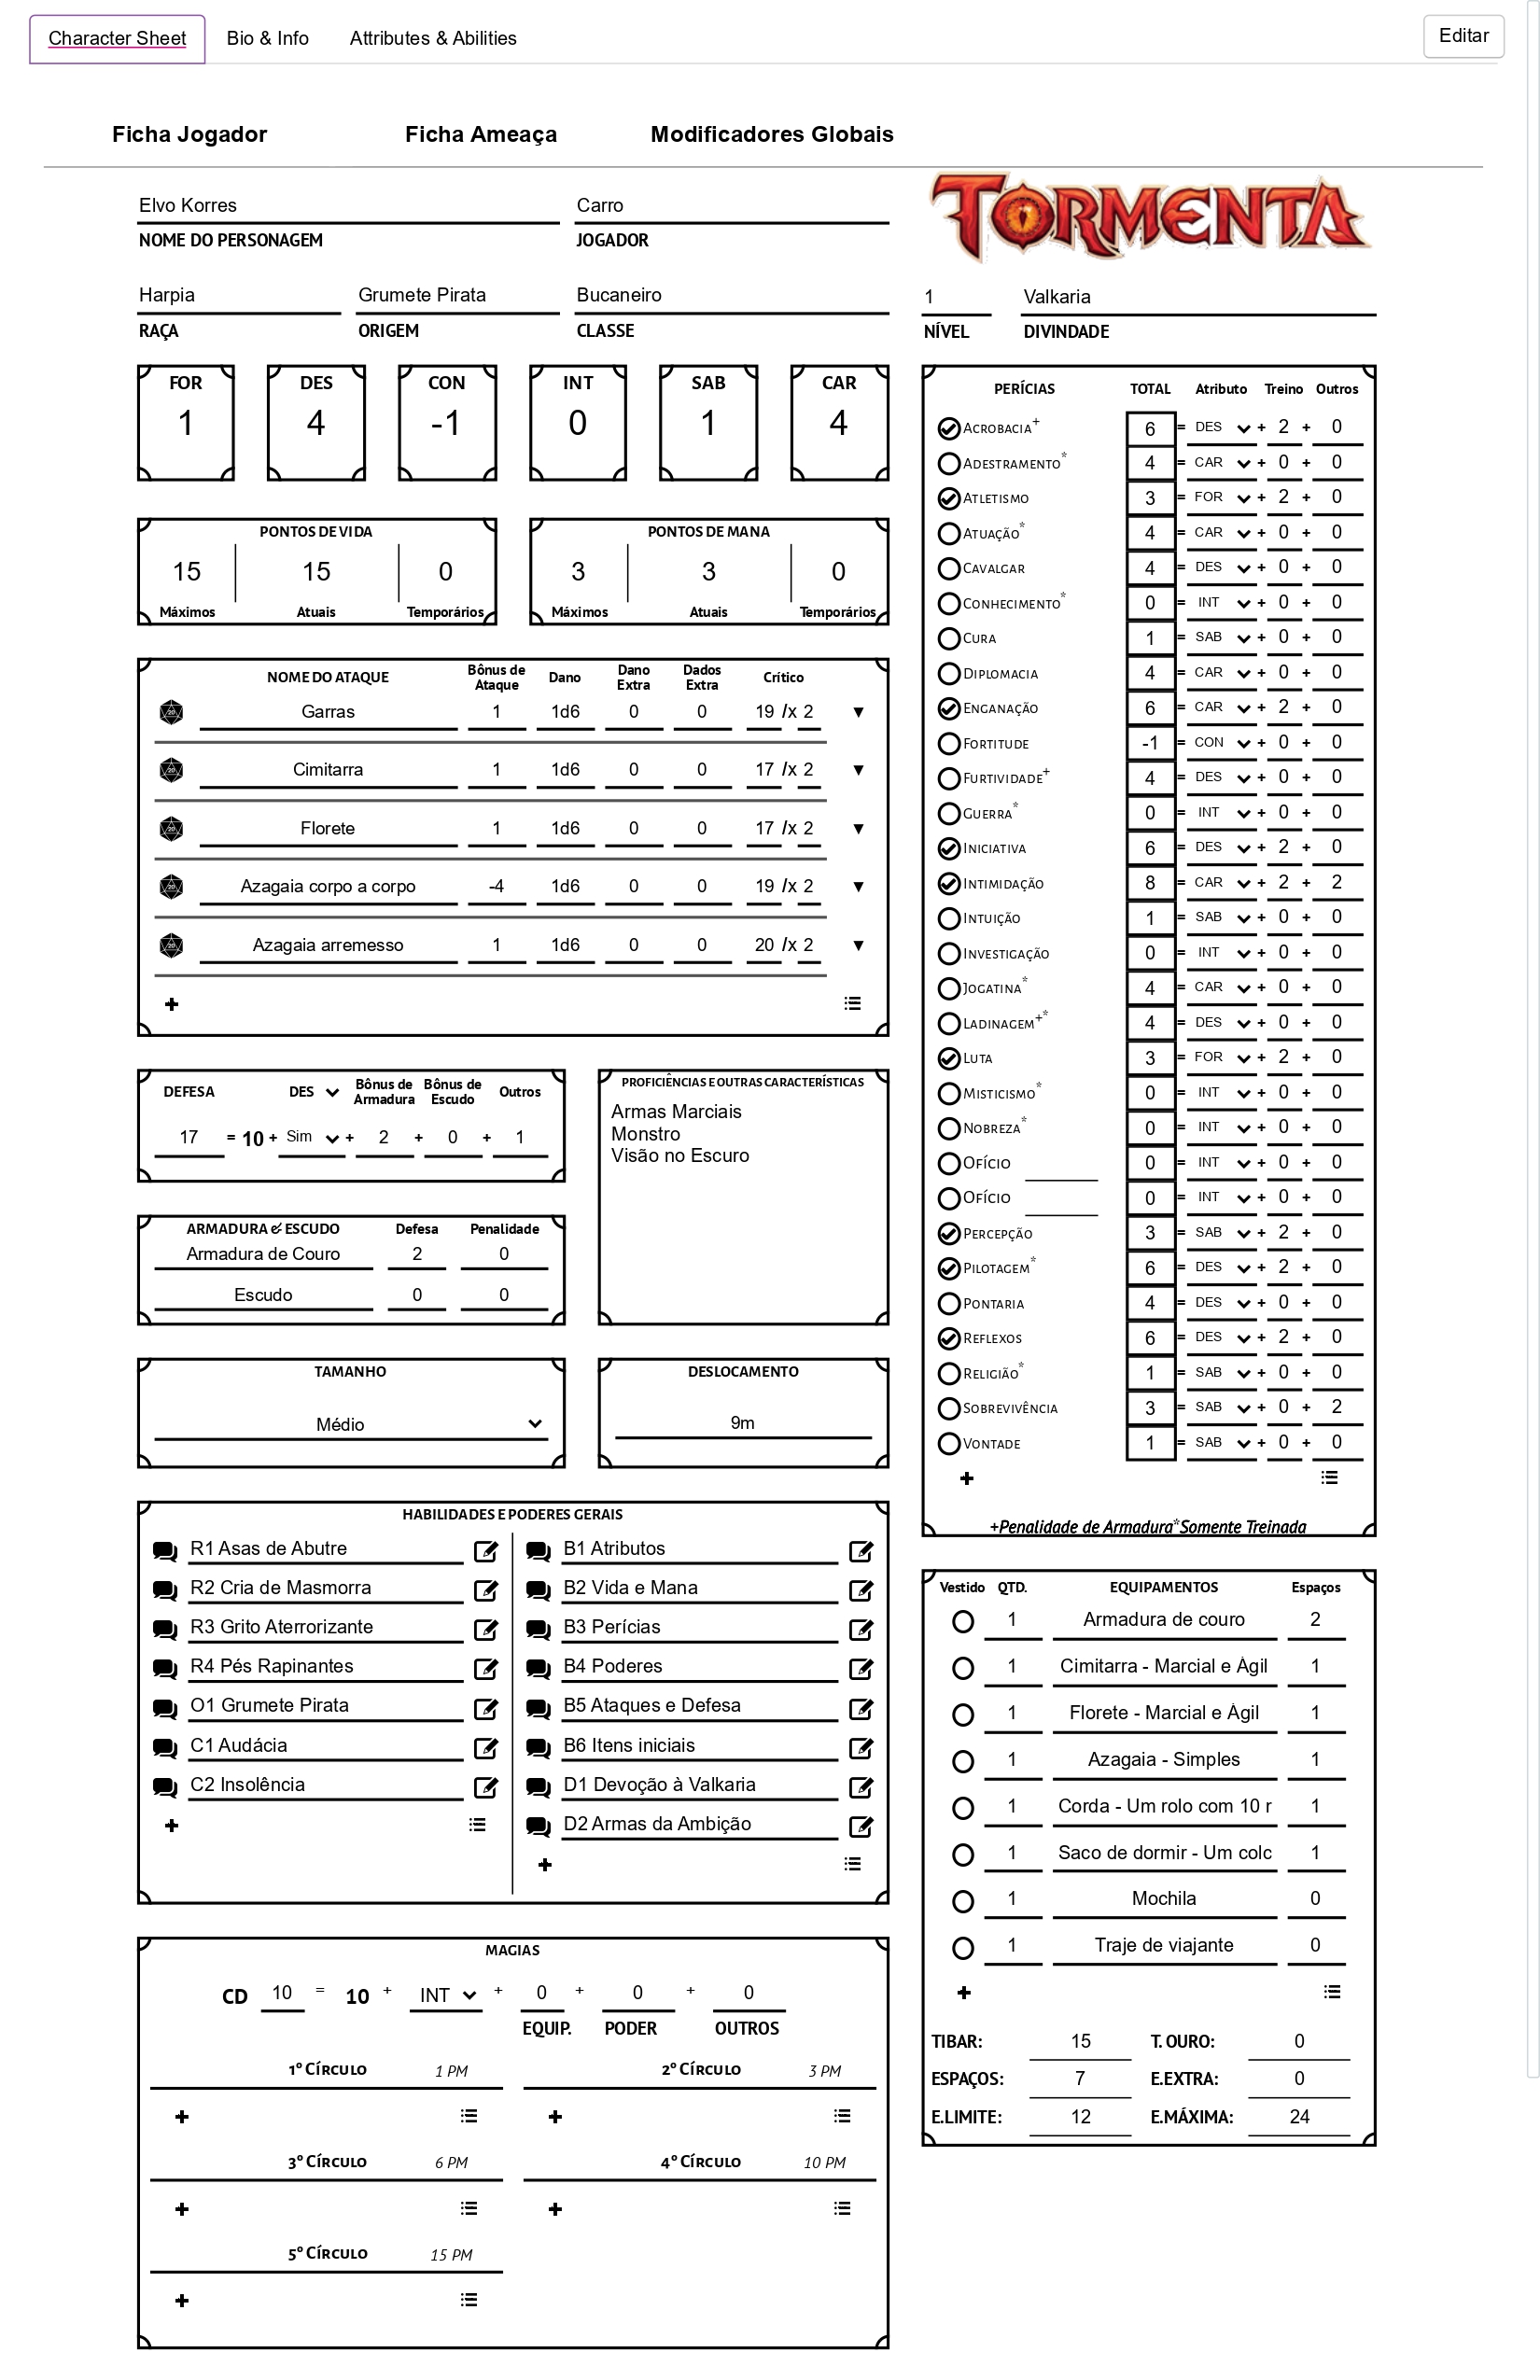 Character Sheet Bio & Info Attributes & Abilities Editar
Ficha Jogador Ficha Ameaça Modificadores Globais
TORMENTA
Elvo Korres Carro
NOME DO PERSONAGEM JOGADOR
Harpia Grumete Pirata Bucaneiro 1 Valkaria
RAÇA ORIGEM CLASSE NÍVEL DIVINDADE
FOR DES CON INT SAB CAR
1 4 -1 0 1 4
PONTOS DE VIDA
15 15 0
Máximos Atuais Temporários
PONTOS DE MANA
3 3 0
Máximos Atuais Temporários
NOME DO ATAQUE Bônus de Ataque Dano Dano Extra Dados Extra Crítico
Garras 1 1d6 0 0 19 /x 2 ▼
Cimitarra 1 1d6 0 0 17 /x 2 ▼
Florete 1 1d6 0 0 17 /x 2 ▼
Azagaia corpo a corpo -4 1d6 0 0 19 /x 2 ▼
Azagaia arremesso 1 1d6 0 0 20 /x 2 ▼
+
DEFESA DES Bônus de Armadura Bônus de Escudo Outros
17 = 10 + Sim + 2 + 0 + 1
ARMADURA & ESCUDO Defesa Penalidade
Armadura de Couro 2 0
Escudo 0 0
PROFICIÊNCIAS E OUTRAS CARACTERÍSTICAS
Armas Marciais
Monstro
Visão no Escuro
TAMANHO
Médio
DESLOCAMENTO
9m
HABILIDADES E PODERES GERAIS
R1 Asas de Abutre
R2 Cria de Masmorra
R3 Grito Aterrorizante
R4 Pés Rapinantes
O1 Grumete Pirata
C1 Audácia
C2 Insolência
+
B1 Atributos
B2 Vida e Mana
B3 Perícias
B4 Poderes
B5 Ataques e Defesa
B6 Itens iniciais
D1 Devoção à Valkaria
D2 Armas da Ambição
+
MAGIAS
CD 10 = 10 + INT + 0 + 0 + 0
EQUIP. PODER OUTROS
1º CÍRCULO 1 PM 2º CÍRCULO 3 PM
+ +
3º CÍRCULO 6 PM 4º CÍRCULO 10 PM
+ +
5º CÍRCULO 15 PM
+
PERÍCIAS TOTAL Atributo Treino Outros
ACROBACIA+ 6 = DES + 2 + 0
ADESTRAMENTO* 4 = CAR + 0 + 0
ATLETISMO 3 = FOR + 2 + 0
ATUAÇÃO* 4 = CAR + 0 + 0
CAVALGAR 4 = DES + 0 + 0
CONHECIMENTO* 0 = INT + 0 + 0
CURA 1 = SAB + 0 + 0
DIPLOMACIA 4 = CAR + 0 + 0
ENGANAÇÃO 6 = CAR + 2 + 0
FORTITUDE -1 = CON + 0 + 0
FURTIVIDADE+ 4 = DES + 0 + 0
GUERRA* 0 = INT + 0 + 0
INICIATIVA 6 = DES + 2 + 0
INTIMIDAÇÃO 8 = CAR + 2 + 2
INTUIÇÃO 1 = SAB + 0 + 0
INVESTIGAÇÃO 0 = INT + 0 + 0
JOGATINA* 4 = CAR + 0 + 0
LADINAGEM+* 4 = DES + 0 + 0
LUTA 3 = FOR + 2 + 0
MISTICISMO* 0 = INT + 0 + 0
NOBREZA* 0 = INT + 0 + 0
OFÍCIO 0 = INT + 0 + 0
OFÍCIO 0 = INT + 0 + 0
PERCEPÇÃO 3 = SAB + 2 + 0
PILOTAGEM* 6 = DES + 2 + 0
PONTARIA 4 = DES + 0 + 0
REFLEXOS 6 = DES + 2 + 0
RELIGIÃO* 1 = SAB + 0 + 0
SOBREVIVÊNCIA 3 = SAB + 0 + 2
VONTADE 1 = SAB + 0 + 0
+
+Penalidade de Armadura*Somente Treinada
Vestido QTD. EQUIPAMENTOS Espaços
1 Armadura de couro 2
1 Cimitarra - Marcial e Ágil 1
1 Florete - Marcial e Ágil 1
1 Azagaia - Simples 1
1 Corda - Um rolo com 10 r 1
1 Saco de dormir - Um colc 1
1 Mochila 0
1 Traje de viajante 0
+
TIBAR: 15 T. OURO: 0
ESPAÇOS: 7 E.EXTRA: 0
E.LIMITE: 12 E.MÁXIMA: 24